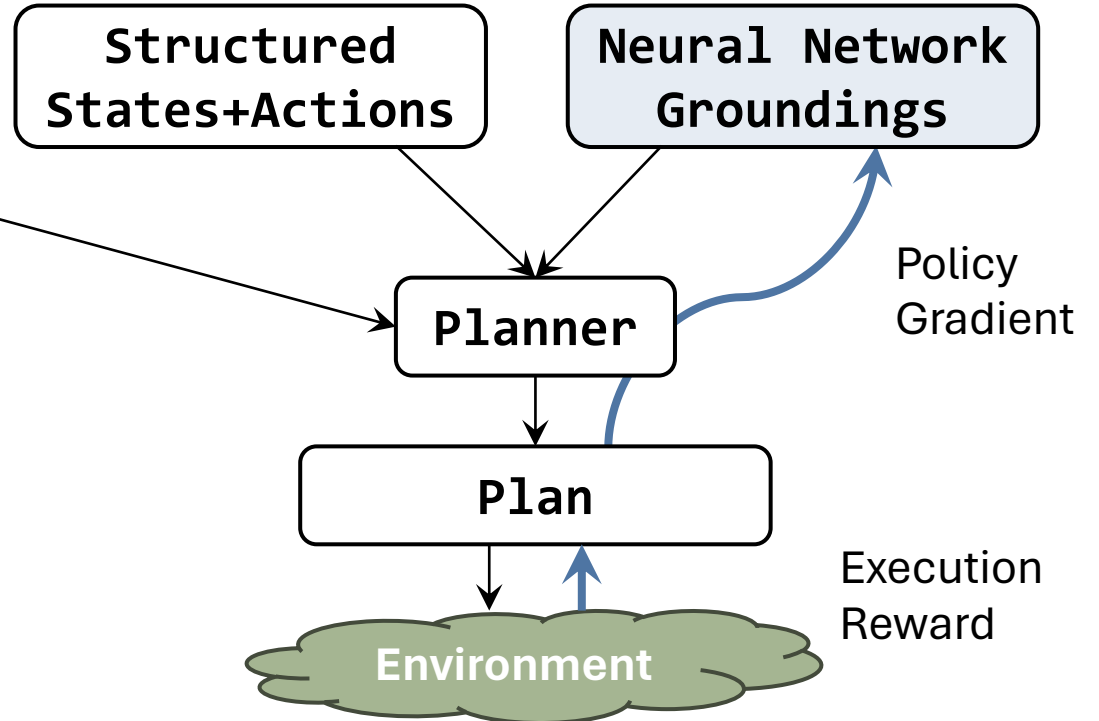 Structured
States+Actions
Neural Network
Groundings
Policy
Gradient
Planner
Plan
Execution
Reward
Environment